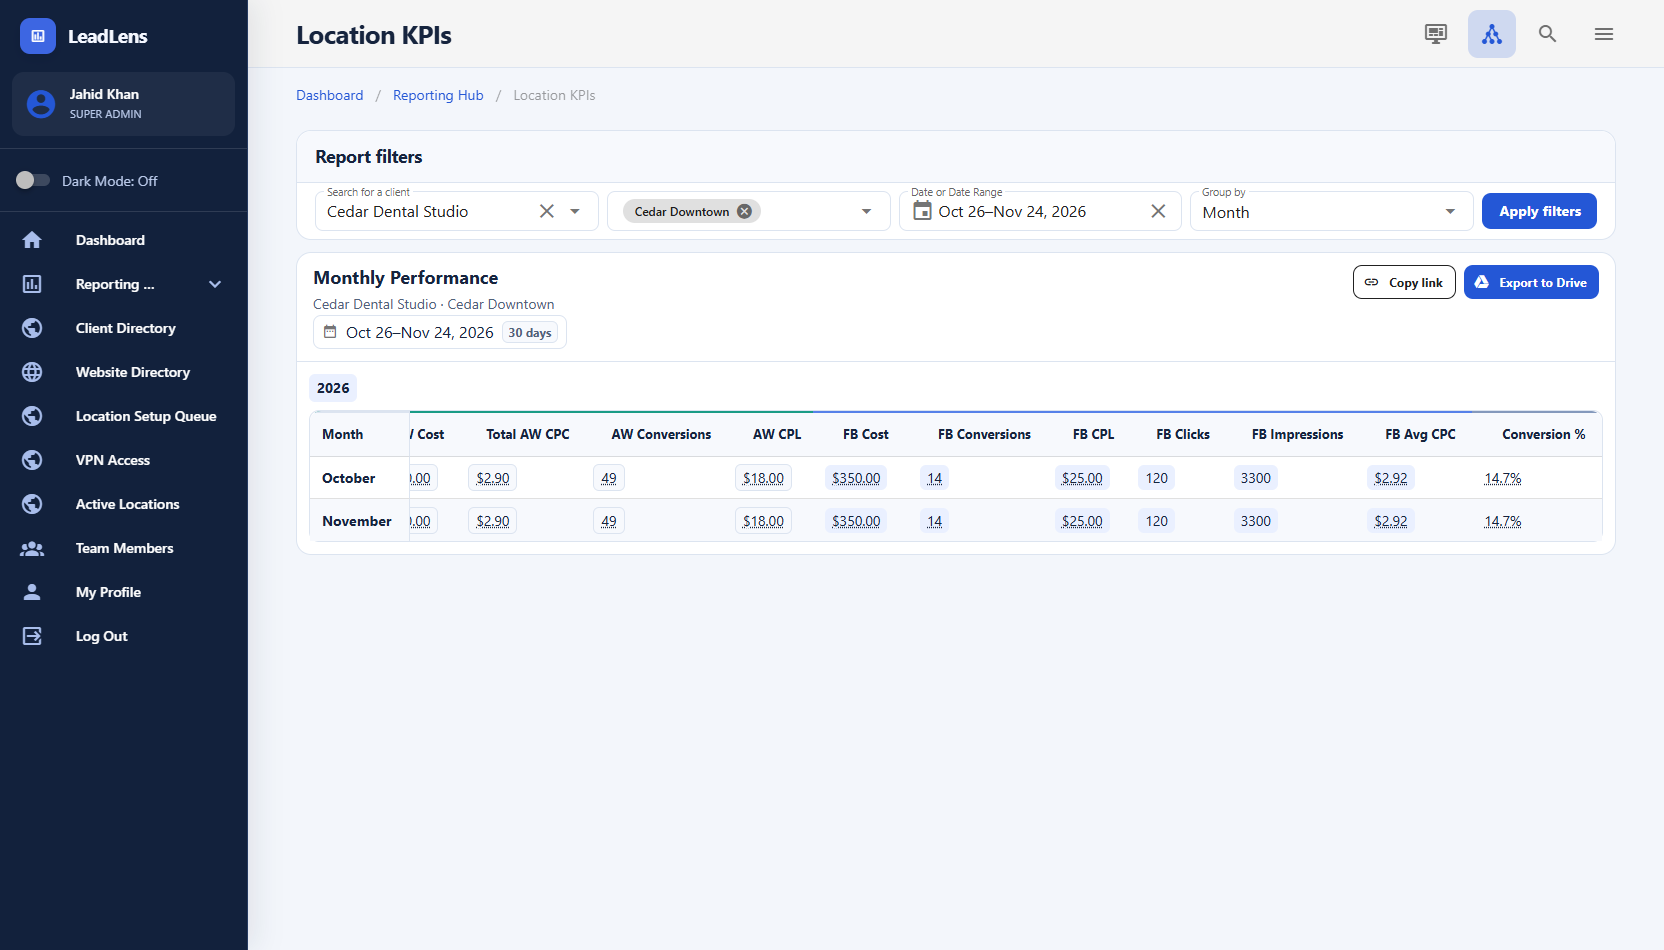 LeadLens
Jahid Khan
SUPER ADMIN
Dark Mode: Off
Dashboard
Reporting ...
Client Directory
Website Directory
Location Setup Queue
VPN Access
Active Locations
Team Members
My Profile
Log Out
Location KPIs
Dashboard / Reporting Hub / Location KPIs
Report filters
Search for a client
Cedar Dental Studio
Cedar Downtown
Date or Date Range
Oct 26–Nov 24, 2026
Group by
Month
Apply filters
Monthly Performance
Cedar Dental Studio · Cedar Downtown
Oct 26–Nov 24, 2026 30 days
Copy link
Export to Drive
2026
Month Cost Total AW CPC AW Conversions AW CPL FB Cost FB Conversions FB CPL FB Clicks FB Impressions FB Avg CPC Conversion %
October .00 $2.90 49 $18.00 $350.00 14 $25.00 120 3300 $2.92 14.7%
November .00 $2.90 49 $18.00 $350.00 14 $25.00 120 3300 $2.92 14.7%